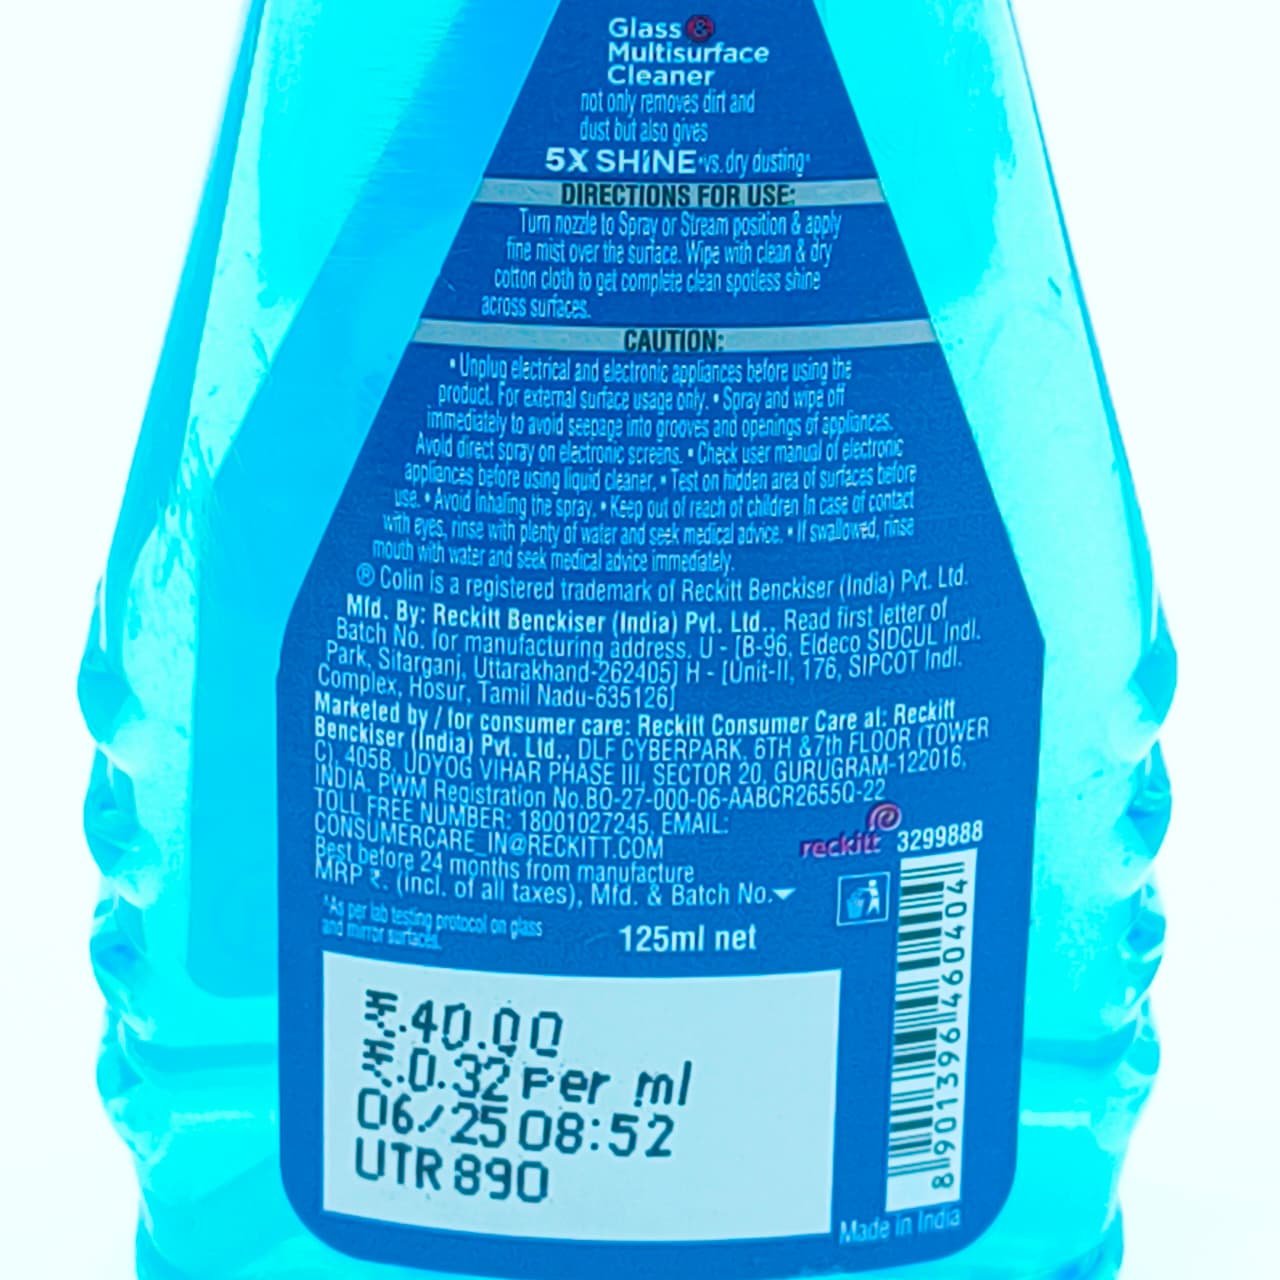 Glass &
Multisurface
Cleaner
not only removes dirt and
dust but also gives
5X SHiNE *vs. dry dusting^
DIRECTIONS FOR USE:
Turn nozzle to Spray or Stream position & apply
fine mist over the surface. Wipe with clean & dry
cotton cloth to get complete clean spotless shine
across surfaces.
CAUTION:
• Unplug electrical and electronic appliances before using the
product. For external surface usage only. • Spray and wipe off
immediately to avoid seepage into grooves and openings of appliances.
Avoid direct spray on electronic screens. • Check user manual of electronic
appliances before using liquid cleaner. • Test on hidden area of surfaces before
use. • Avoid inhaling the spray. • Keep out of reach of children In case of contact
with eyes, rinse with plenty of water and seek medical advice. • If swallowed, rinse
mouth with water and seek medical advice immediately.
® Colin is a registered trademark of Reckitt Benckiser (India) Pvt. Ltd.
Mfd. By: Reckitt Benckiser (India) Pvt. Ltd., Read first letter of
Batch No. for manufacturing address. U - [B-96, Eldeco SIDCUL Indl.
Park, Sitarganj, Uttarakhand-262405] H - [Unit-II, 176, SIPCOT Indl.
Complex, Hosur, Tamil Nadu-635126]
Marketed by / for consumer care: Reckitt Consumer Care at: Reckitt
Benckiser (India) Pvt. Ltd., DLF CYBERPARK, 6TH &7th FLOOR (TOWER
C), 405B, UDYOG VIHAR PHASE III, SECTOR 20, GURUGRAM-122016,
INDIA. PWM Registration No.BO-27-000-06-AABCR2655Q-22
TOLL FREE NUMBER: 18001027245, EMAIL:
CONSUMERCARE_IN@RECKITT.COM
Best before 24 months from manufacture
MRP ₹. (incl. of all taxes), Mfd. & Batch No.
reckitt 3299888
^As per lab testing protocol on glass
and mirror surfaces.
125ml net
₹.40.00
₹.0.32 Per ml
06/25 08:52
UTR 890
8 901396 460404
Made in India